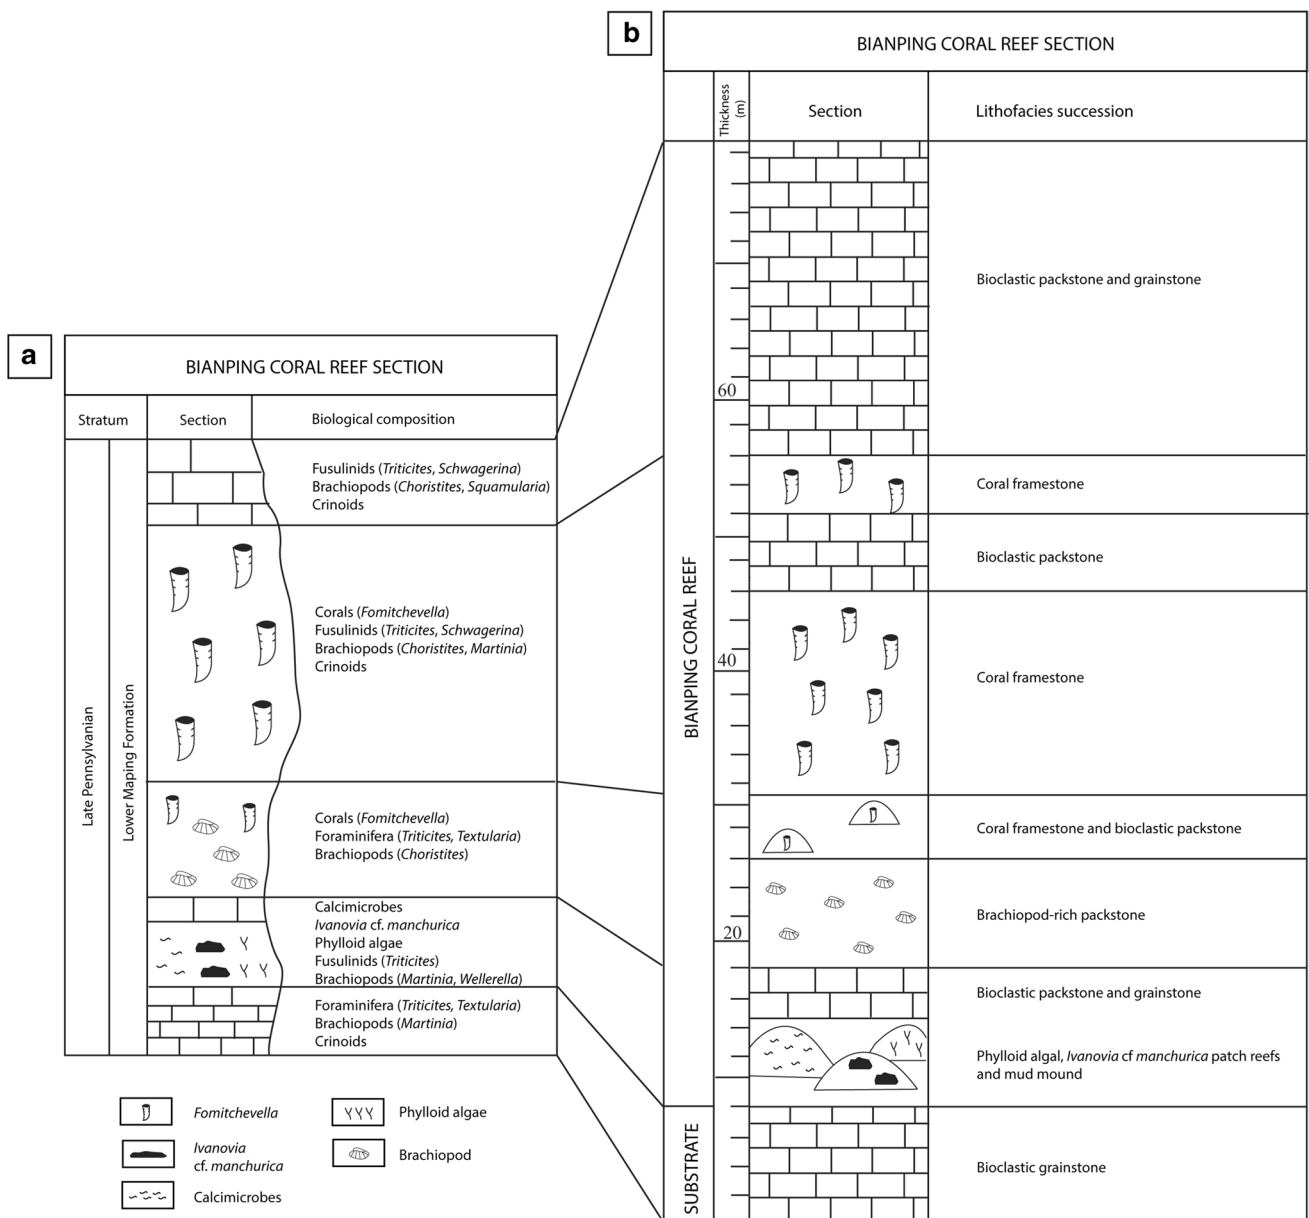 a
BIANPING CORAL REEF SECTION
Stratum
Section
Biological composition
Late Pennsylvanian
Lower Maping Formation
Fusulinids (Triticites, Schwagerina)
Brachiopods (Choristites, Squamularia)
Crinoids
Corals (Fomitchevella)
Fusulinids (Triticites, Schwagerina)
Brachiopods (Choristites, Martinia)
Crinoids
Corals (Fomitchevella)
Foraminifera (Triticites, Textularia)
Brachiopods (Choristites)
Calcimicrobes
Ivanovia cf. manchurica
Phylloid algae
Fusulinids (Triticites)
Brachiopods (Martinia, Wellerella)
Foraminifera (Triticites, Textularia)
Brachiopods (Martinia)
Crinoids
Fomitchevella
Ivanovia
cf. manchurica
Calcimicrobes
Phylloid algae
Brachiopod
b
BIANPING CORAL REEF SECTION
Thickness
(m)
Section
Lithofacies succession
BIANPING CORAL REEF
SUBSTRATE
60
40
20
Bioclastic packstone and grainstone
Coral framestone
Bioclastic packstone
Coral framestone
Coral framestone and bioclastic packstone
Brachiopod-rich packstone
Bioclastic packstone and grainstone
Phylloid algal, Ivanovia cf manchurica patch reefs
and mud mound
Bioclastic grainstone